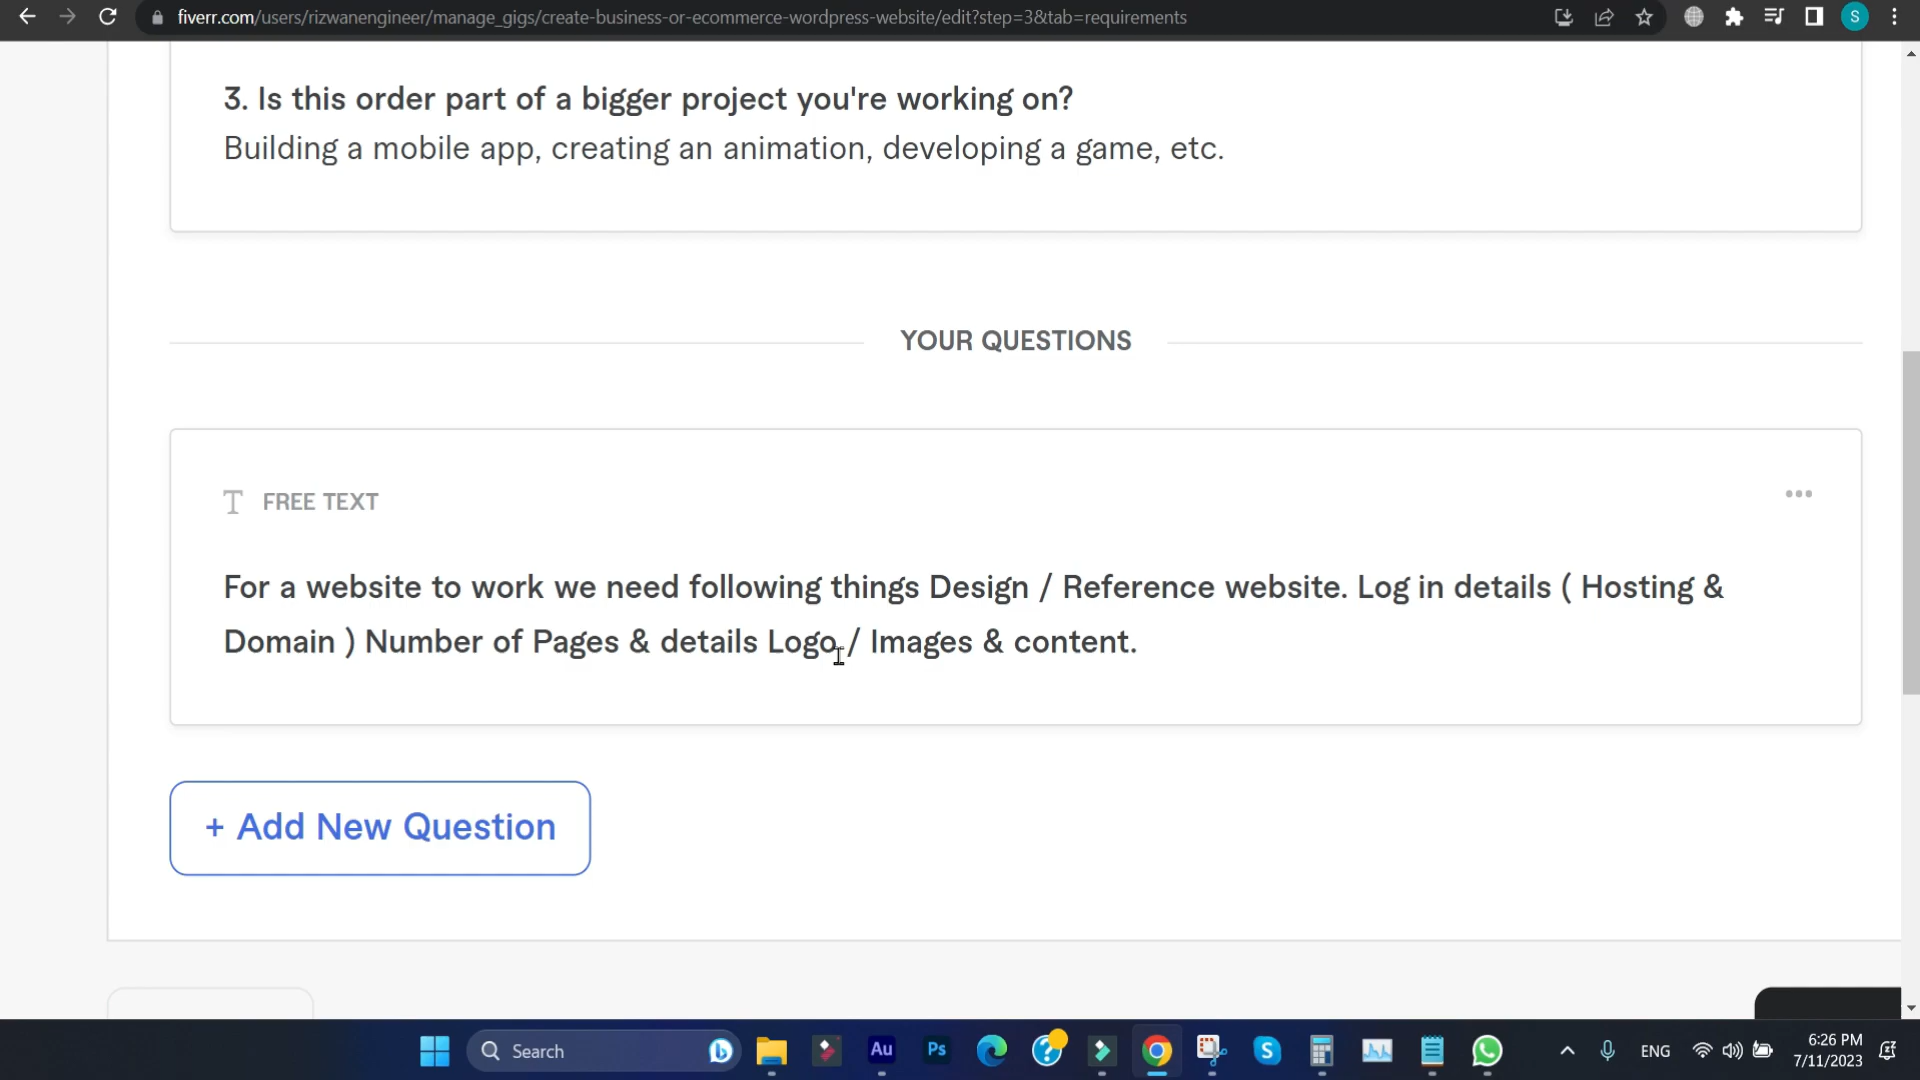 fiverr.com/users/rizwanengineer/manage_gigs/create-business-or-ecommerce-wordpress-website/edit?step=3&tab=requirements
S
3. Is this order part of a bigger project you're working on?
Building a mobile app, creating an animation, developing a game, etc.
YOUR QUESTIONS
FREE TEXT
For a website to work we need following things Design / Reference website. Log in details ( Hosting &
Domain ) Number of Pages & details Logo / Images & content.
+ Add New Question
Search
Au
Ps
S
ENG
6:26 PM
7/11/2023